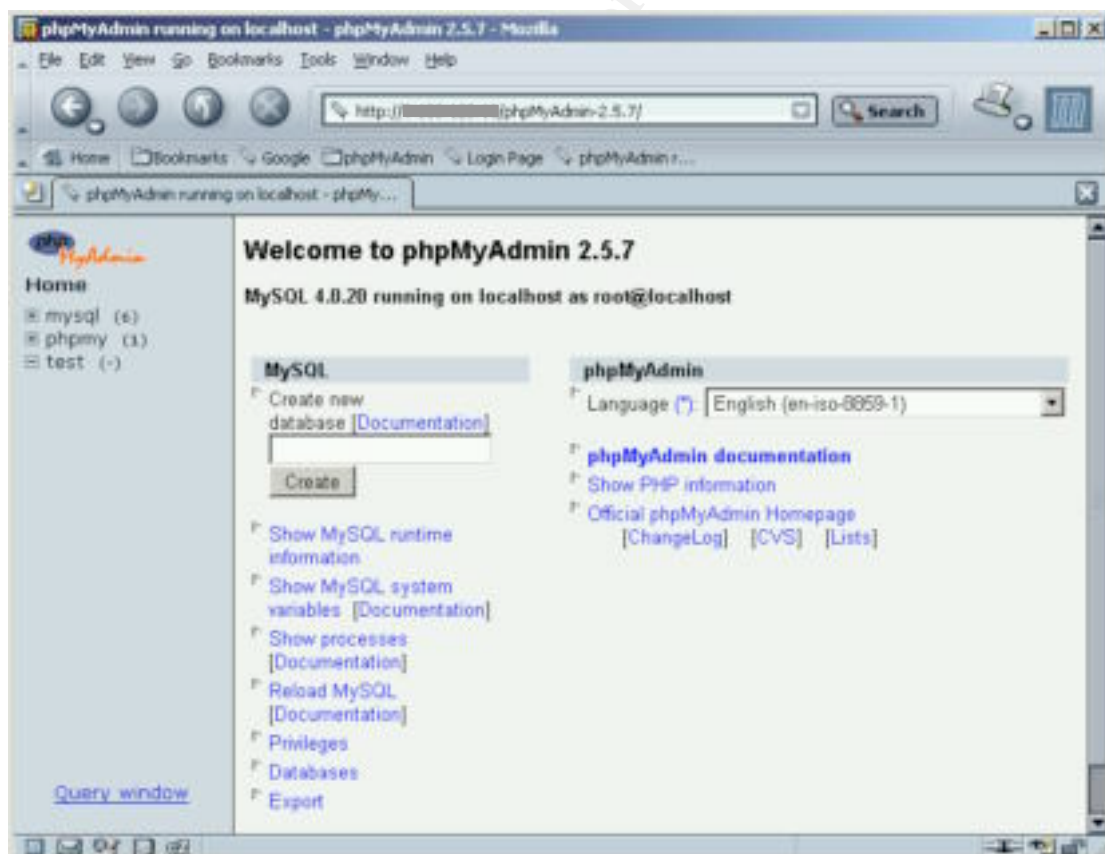 phpMyAdmin running on localhost - phpMyAdmin 2.5.7 - Mozilla
File Edit View Go Bookmarks Tools Window Help
http:// /phpMyAdmin-2.5.7/
Search
Home Bookmarks Google phpMyAdmin Login Page phpMyAdmin r...
phpMyAdmin running on localhost - phpMy...
php
MyAdmin
Home
mysql (6)
phpmy (1)
test (-)
Query window
Welcome to phpMyAdmin 2.5.7
MySQL 4.0.20 running on localhost as root@localhost
MySQL
Create new
database [Documentation]
Create
Show MySQL runtime
information
Show MySQL system
variables [Documentation]
Show processes
[Documentation]
Reload MySQL
[Documentation]
Privileges
Databases
Export
phpMyAdmin
Language (*): English (en-iso-8859-1)
phpMyAdmin documentation
Show PHP information
Official phpMyAdmin Homepage
[ChangeLog] [CVS] [Lists]